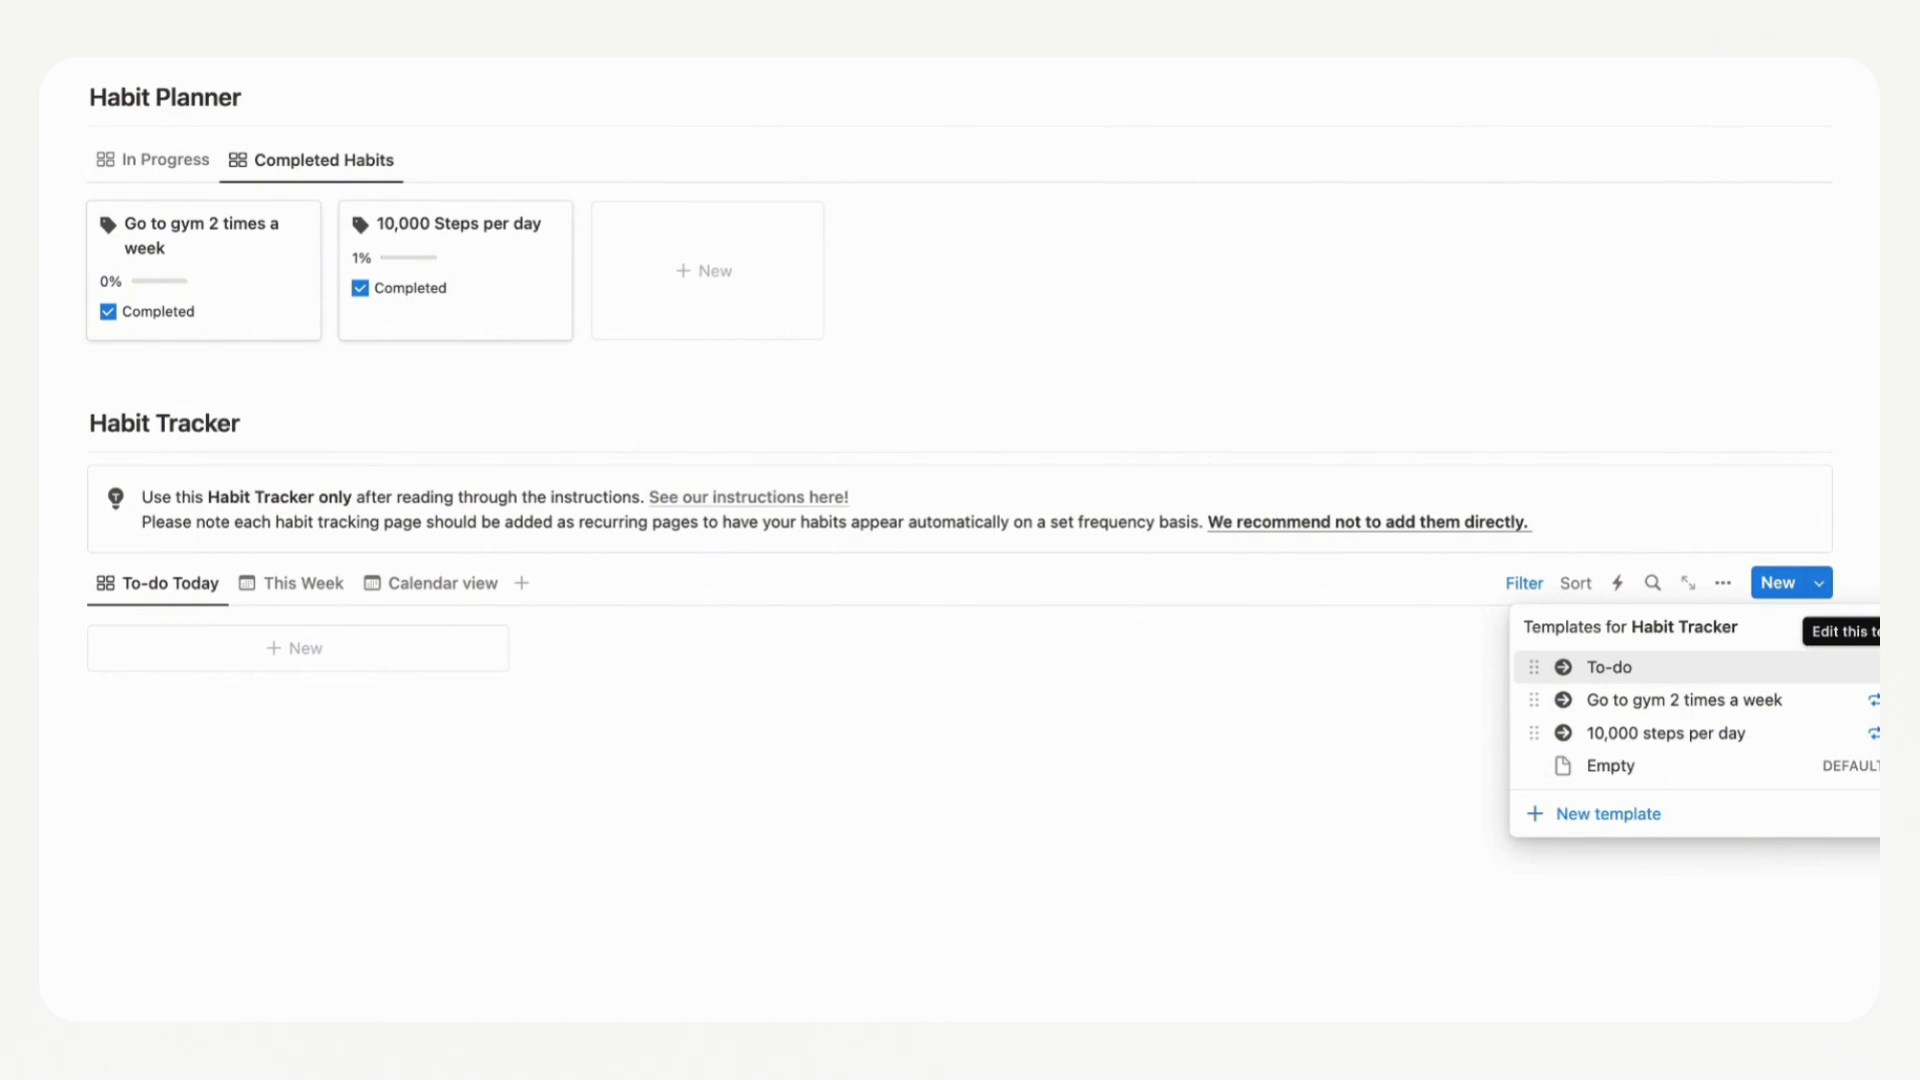 Habit Planner
In Progress
Completed Habits
Go to gym 2 times a
week
0%
Completed
10,000 Steps per day
1%
Completed
+ New
Habit Tracker
Use this Habit Tracker only after reading through the instructions. See our instructions here!
Please note each habit tracking page should be added as recurring pages to have your habits appear automatically on a set frequency basis. We recommend not to add them directly.
To-do Today
This Week
Calendar view
Filter
Sort
New
+ New
Templates for Habit Tracker
Edit this
To-do
Go to gym 2 times a week
10,000 steps per day
Empty
DEFAULT
+ New template